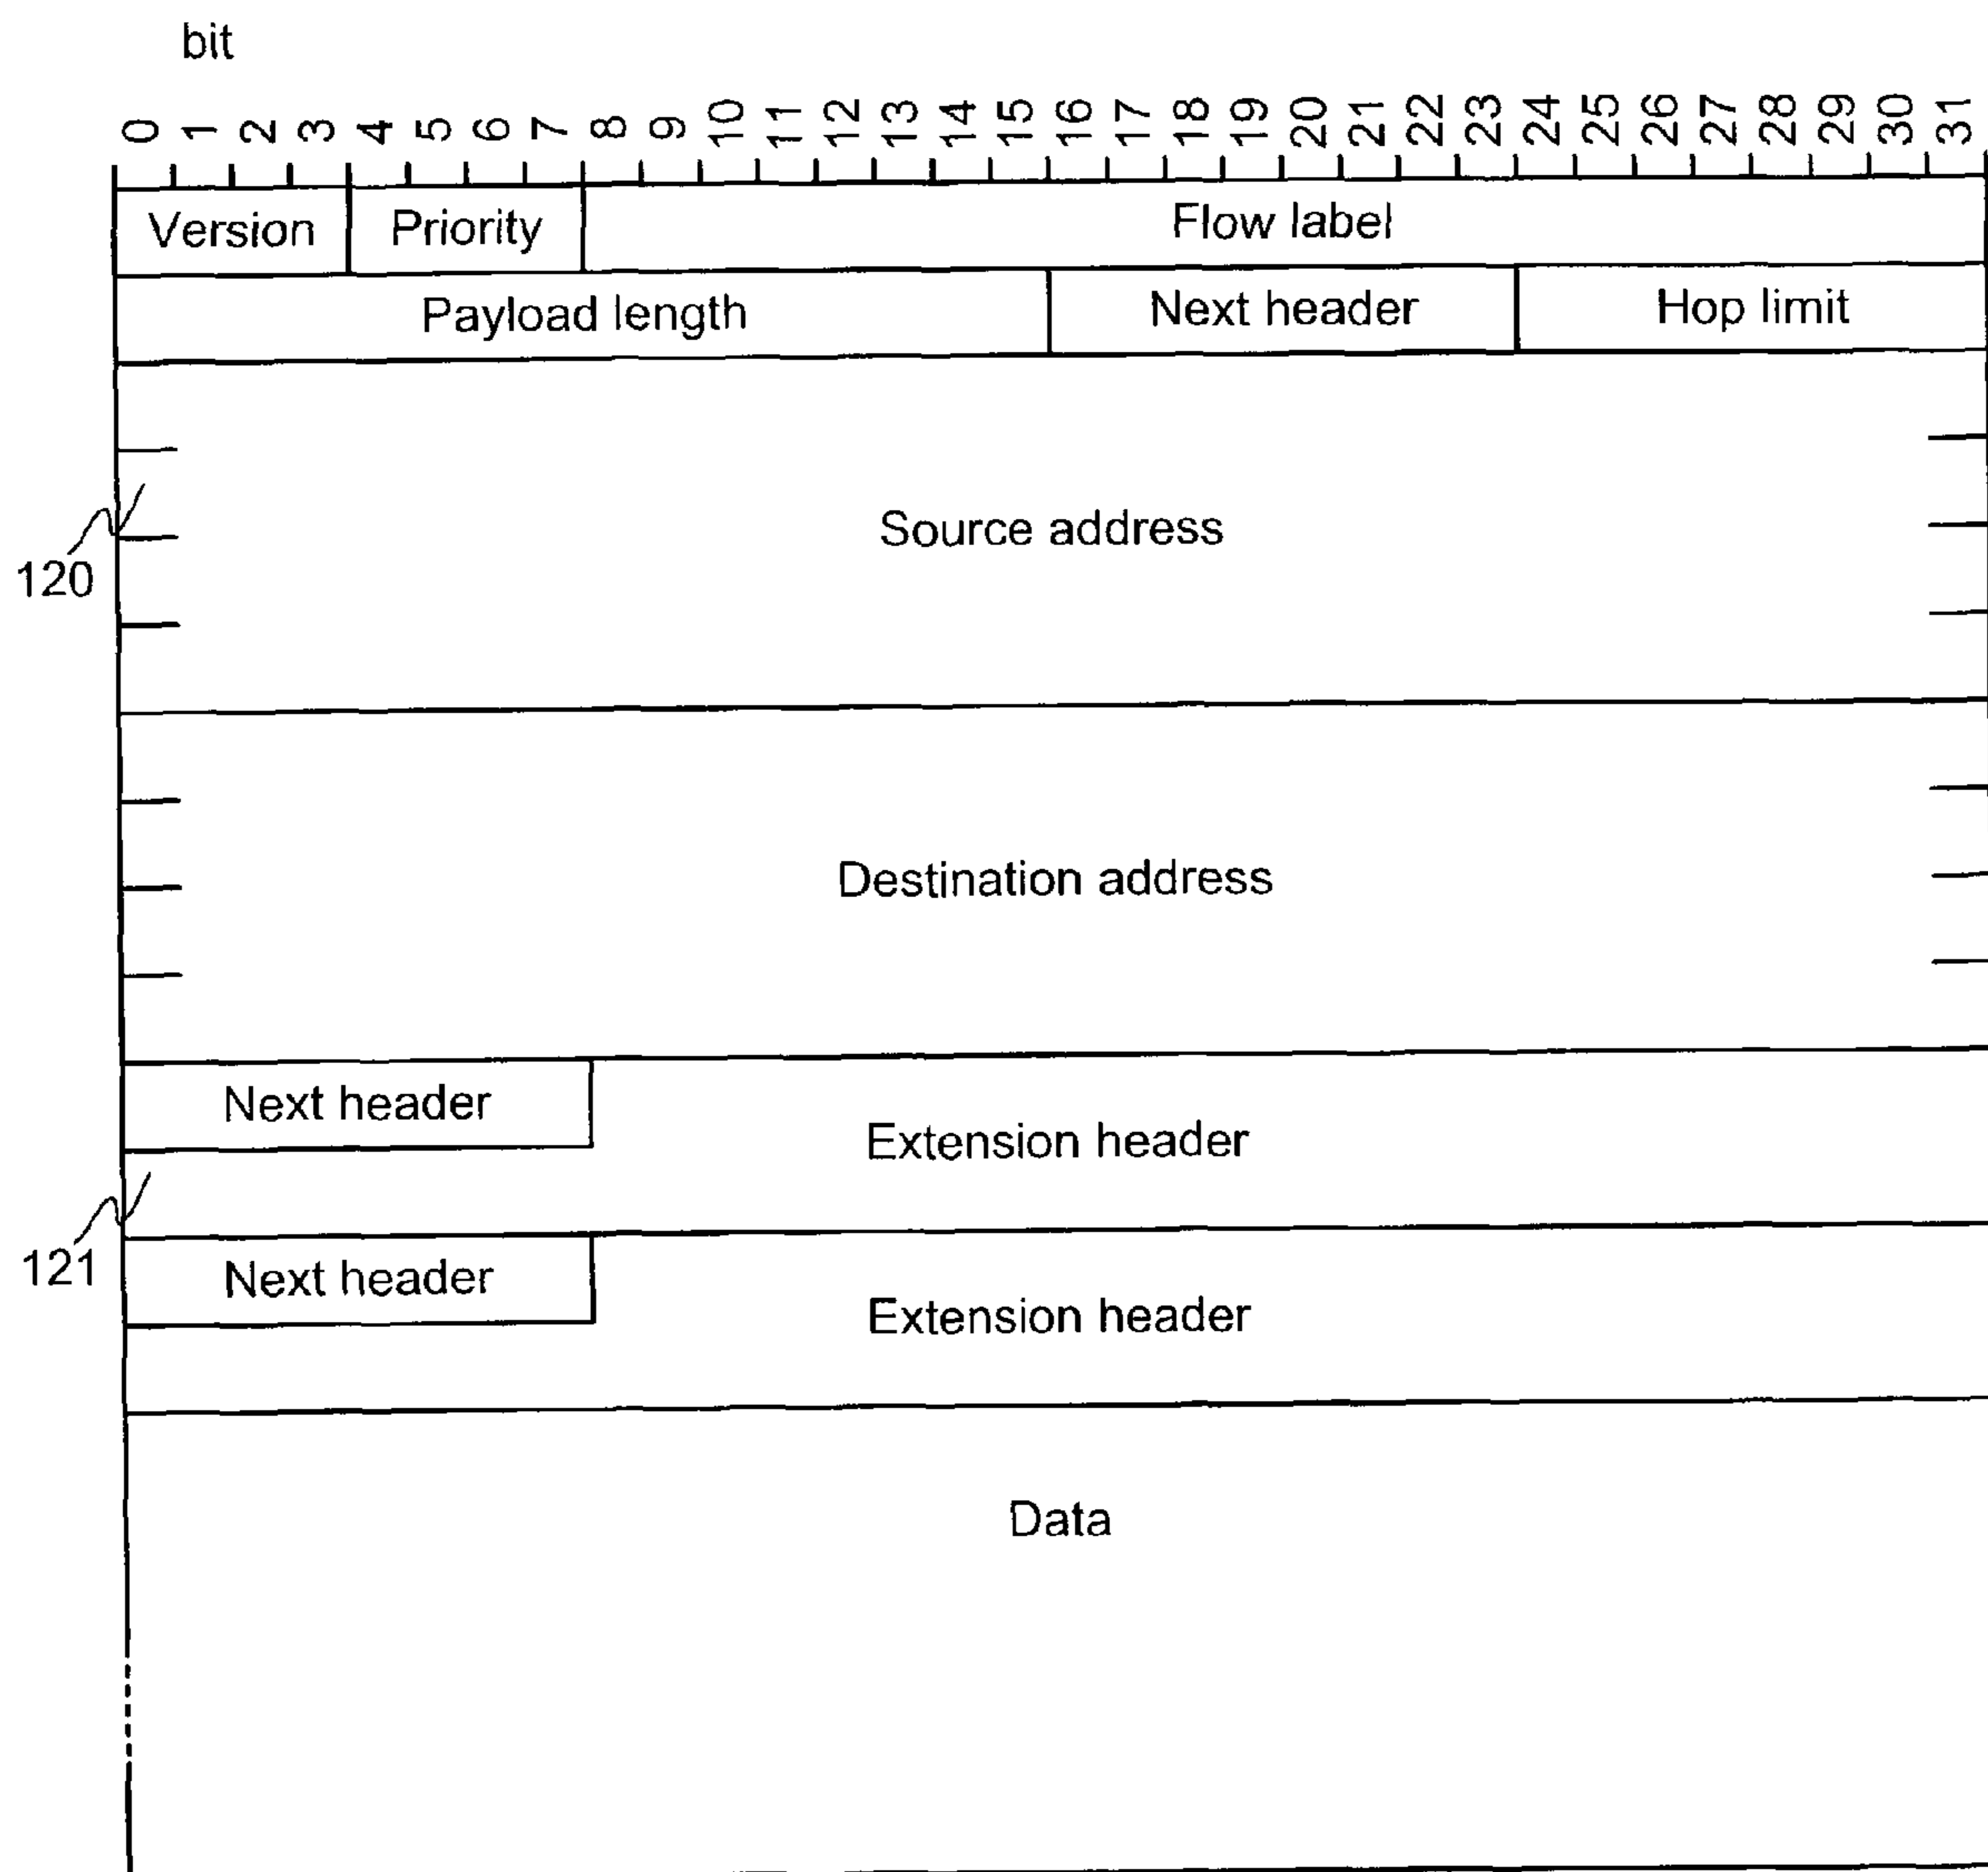 bit
0 1 2 3 4 5 6 7 8 9 10 11 12 13 14 15 16 17 18 19 20 21 22 23 24 25 26 27 28 29 30 31
Version Priority Flow label
Payload length Next header Hop limit
Source address
120
Destination address
Next header
Extension header
121
Next header
Extension header
Data